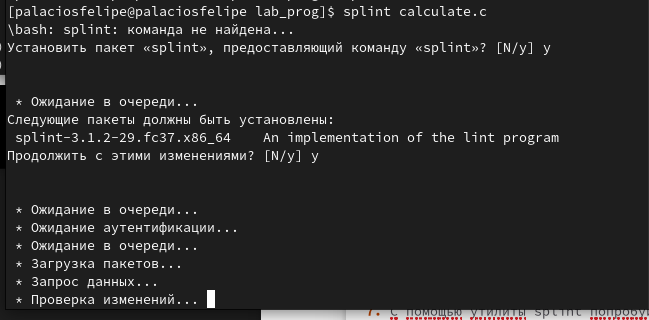 [palaciosfelipe@palaciosfelipe lab_prog]$ splint calculate.c
\bash: splint: команда не найдена...
Установить пакет «splint», предоставляющий команду «splint»? [N/y] y
* Ожидание в очереди...
Следующие пакеты должны быть установлены:
splint-3.1.2-29.fc37.x86_64    An implementation of the lint program
Продолжить с этими изменениями? [N/y] y
* Ожидание в очереди...
* Ожидание аутентификации...
* Ожидание в очереди...
* Загрузка пакетов...
* Запрос данных...
* Проверка изменений...
7. С помощью утилиты splint